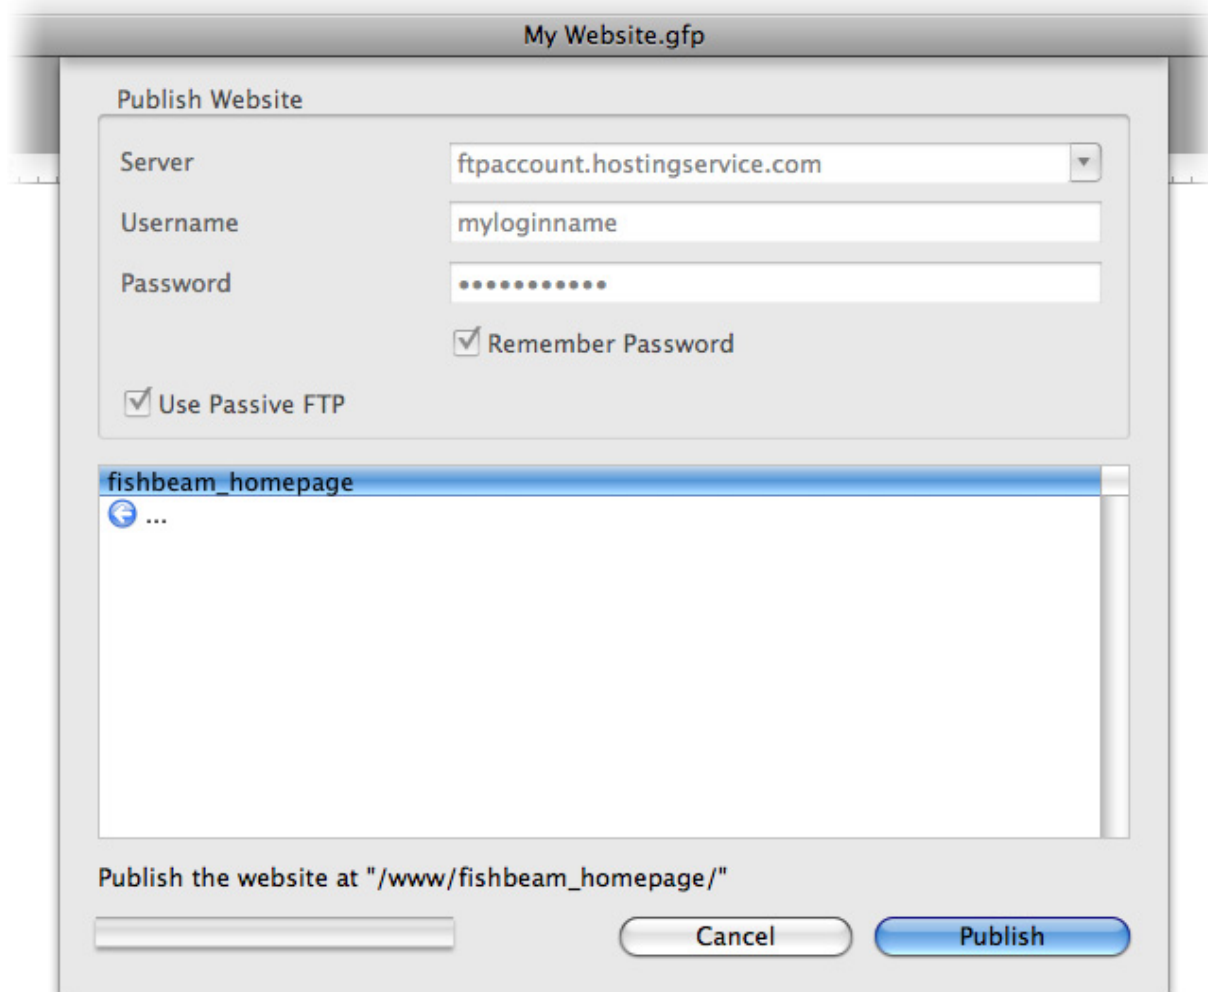 My Website.gfp
Publish Website
Server ftpaccount.hostingservice.com
Username myloginname
Password •••••••••••
Remember Password
Use Passive FTP
fishbeam_homepage
...
Publish the website at "/www/fishbeam_homepage/"
Cancel Publish